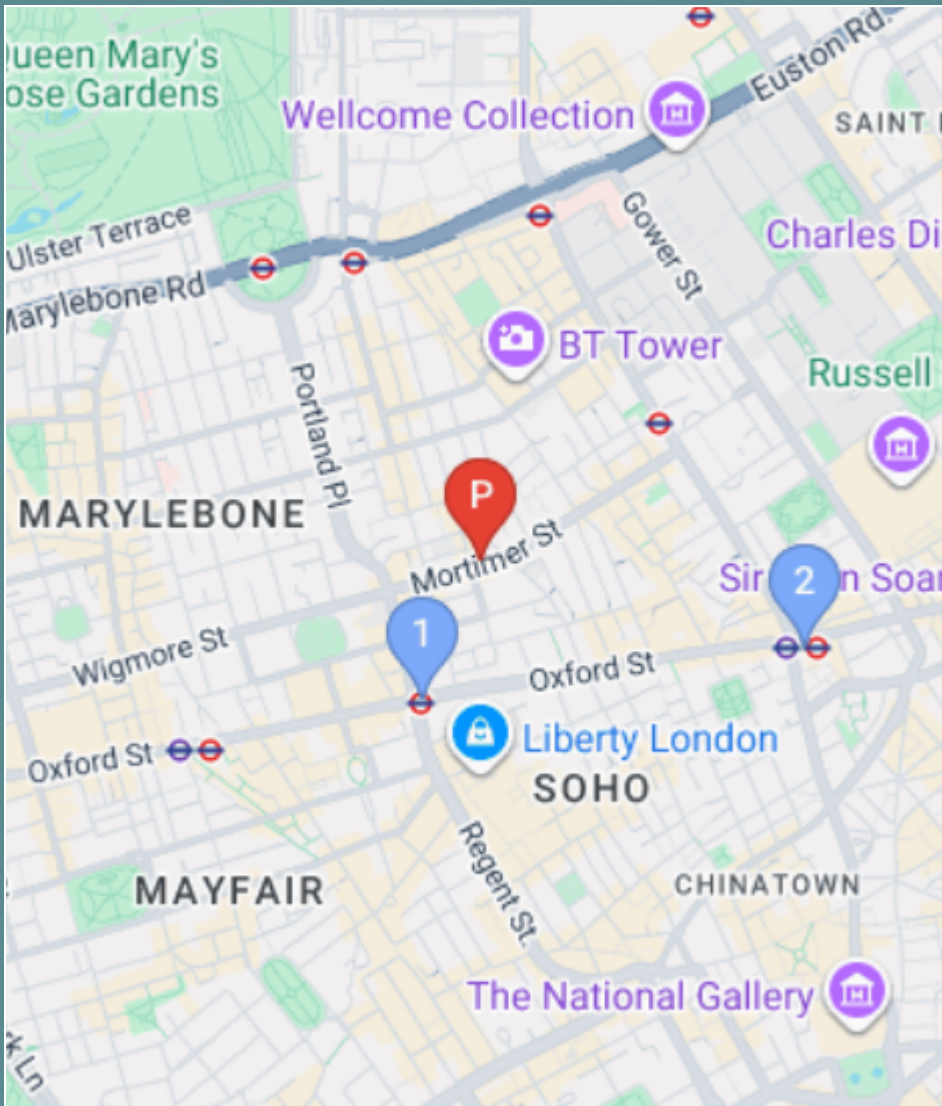 Queen Mary's
ose Gardens
Wellcome Collection
Euston Rd.
SAINT
Ulster Terrace
Gower St
Charles Di
Marylebone Rd
BT Tower
Portland Pl
Russell
MARYLEBONE
P
Mortimer St
Sir n Soar
2
1
Wigmore St
Oxford St
Oxford St
Liberty London
SOHO
Regent St.
MAYFAIR
CHINATOWN
The National Gallery
rk Ln